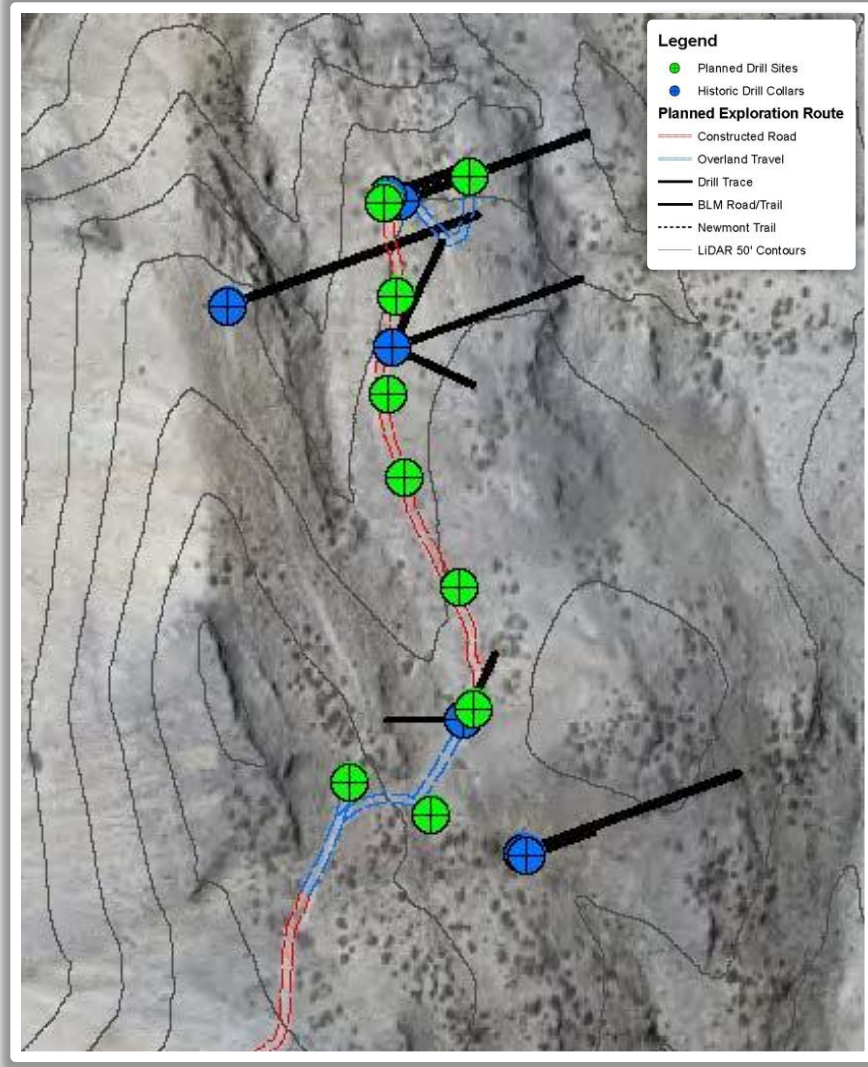 Legend
Planned Drill Sites
Historic Drill Collars
Planned Exploration Route
Constructed Road
Overland Travel
Drill Trace
BLM Road/Trail
Newmont Trail
LiDAR 50' Contours